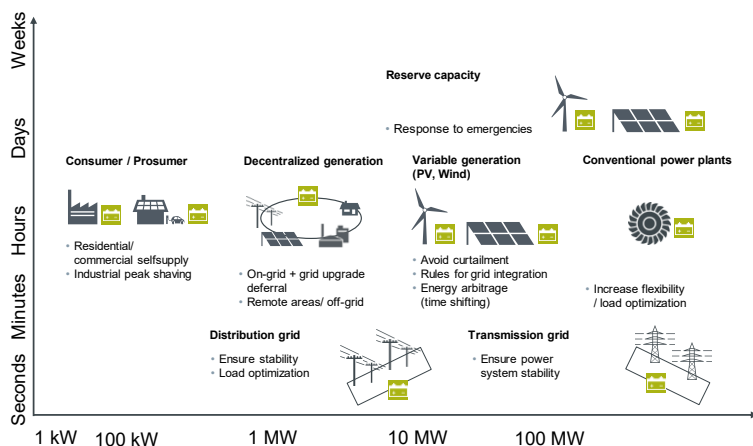 Weeks
Days
Hours
Minutes
Seconds
Reserve capacity
• Response to emergencies
Consumer / Prosumer
• Residential/
commercial selfsupply
• Industrial peak shaving
Decentralized generation
• On-grid + grid upgrade
deferral
• Remote areas/ off-grid
Variable generation
(PV, Wind)
• Avoid curtailment
• Rules for grid integration
• Energy arbitrage
(time shifting)
Conventional power plants
• Increase flexibility
/ load optimization
Distribution grid
• Ensure stability
• Load optimization
Transmission grid
• Ensure power
system stability
1 kW
100 kW
1 MW
10 MW
100 MW